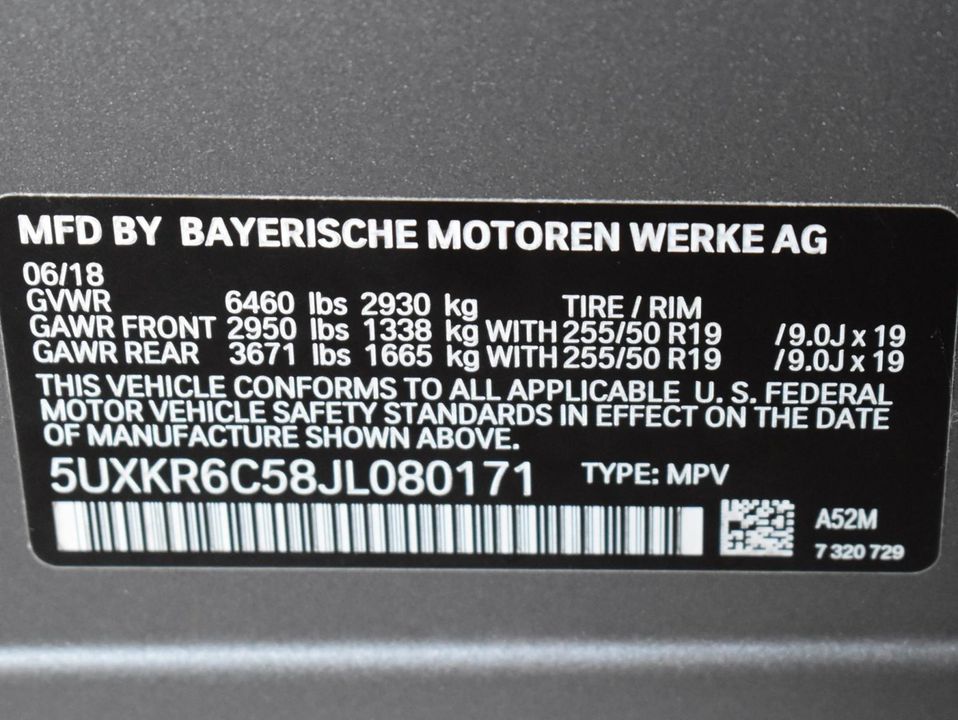 MFD BY BAYERISCHE MOTOREN WERKE AG
06/18
GVWR 6460 lbs 2930 kg TIRE / RIM
GAWR FRONT 2950 lbs 1338 kg WITH 255/50 R19 /9.0J x 19
GAWR REAR 3671 lbs 1665 kg WITH 255/50 R19 /9.0J x 19
THIS VEHICLE CONFORMS TO ALL APPLICABLE U. S. FEDERAL
MOTOR VEHICLE SAFETY STANDARDS IN EFFECT ON THE DATE
OF MANUFACTURE SHOWN ABOVE.
5UXKR6C58JL080171 TYPE: MPV
A52M
7 320 729